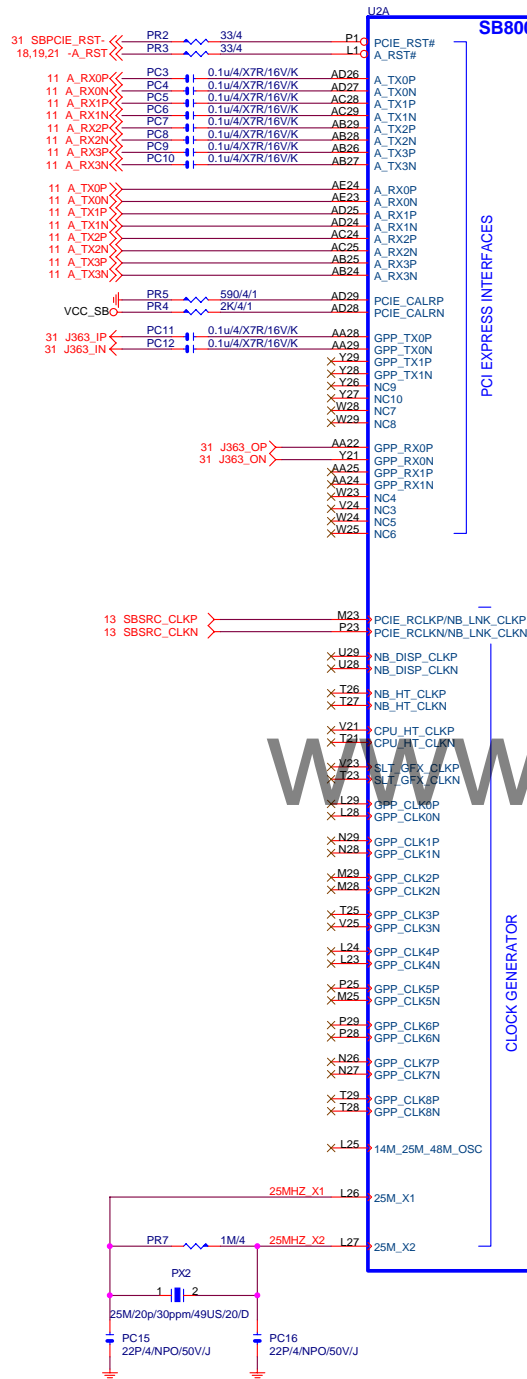 U2A
SB800
31 SBPCIE_RST- PR2 33/4 P1 PCIE_RST#
18,19,21 -A_RST PR3 33/4 L1 A_RST#
11 A_RX0P PC3 0.1u/4/X7R/16V/K AD26 A_TX0P
11 A_RX0N PC4 0.1u/4/X7R/16V/K AD27 A_TX0N
11 A_RX1P PC5 0.1u/4/X7R/16V/K AC28 A_TX1P
11 A_RX1N PC6 0.1u/4/X7R/16V/K AC29 A_TX1N
11 A_RX2P PC7 0.1u/4/X7R/16V/K AB29 A_TX2P
11 A_RX2N PC8 0.1u/4/X7R/16V/K AB28 A_TX2N
11 A_RX3P PC9 0.1u/4/X7R/16V/K AB26 A_TX3P
11 A_RX3N PC10 0.1u/4/X7R/16V/K AB27 A_TX3N
11 A_TX0P AE24 A_RX0P
11 A_TX0N AE23 A_RX0N
11 A_TX1P AD25 A_RX1P
11 A_TX1N AD24 A_RX1N
11 A_TX2P AC24 A_RX2P
11 A_TX2N AC25 A_RX2N
11 A_TX3P AB25 A_RX3P
11 A_TX3N AB24 A_RX3N
PR5 590/4/1 AD29 PCIE_CALRP
VCC_SB PR4 2K/4/1 AD28 PCIE_CALRN
31 J363_IP PC11 0.1u/4/X7R/16V/K AA28 GPP_TX0P
31 J363_IN PC12 0.1u/4/X7R/16V/K AA29 GPP_TX0N
Y29 GPP_TX1P
Y28 GPP_TX1N
Y26 NC9
Y27 NC10
W28 NC7
W29 NC8
31 J363_OP AA22 GPP_RX0P
31 J363_ON Y21 GPP_RX0N
AA25 GPP_RX1P
AA24 GPP_RX1N
W23 NC4
V24 NC3
W24 NC5
W25 NC6
PCI EXPRESS INTERFACES
13 SBSRC_CLKP M23 PCIE_RCLKP/NB_LNK_CLKP
13 SBSRC_CLKN P23 PCIE_RCLKN/NB_LNK_CLKN
U29 NB_DISP_CLKP
U28 NB_DISP_CLKN
T26 NB_HT_CLKP
T27 NB_HT_CLKN
V21 CPU_HT_CLKP
T21 CPU_HT_CLKN
V23 SLT_GFX_CLKP
T23 SLT_GFX_CLKN
www
L29 GPP_CLK0P
L28 GPP_CLK0N
N29 GPP_CLK1P
N28 GPP_CLK1N
M29 GPP_CLK2P
M28 GPP_CLK2N
T25 GPP_CLK3P
V25 GPP_CLK3N
L24 GPP_CLK4P
L23 GPP_CLK4N
P25 GPP_CLK5P
M25 GPP_CLK5N
P29 GPP_CLK6P
P28 GPP_CLK6N
N26 GPP_CLK7P
N27 GPP_CLK7N
T29 GPP_CLK8P
T28 GPP_CLK8N
CLOCK GENERATOR
L25 14M_25M_48M_OSC
25MHZ_X1 L26 25M_X1
PR7 1M/4 25MHZ_X2 L27 25M_X2
PX2
1 2
25M/20p/30ppm/49US/20/D
PC15 PC16
22P/4/NPO/50V/J 22P/4/NPO/50V/J